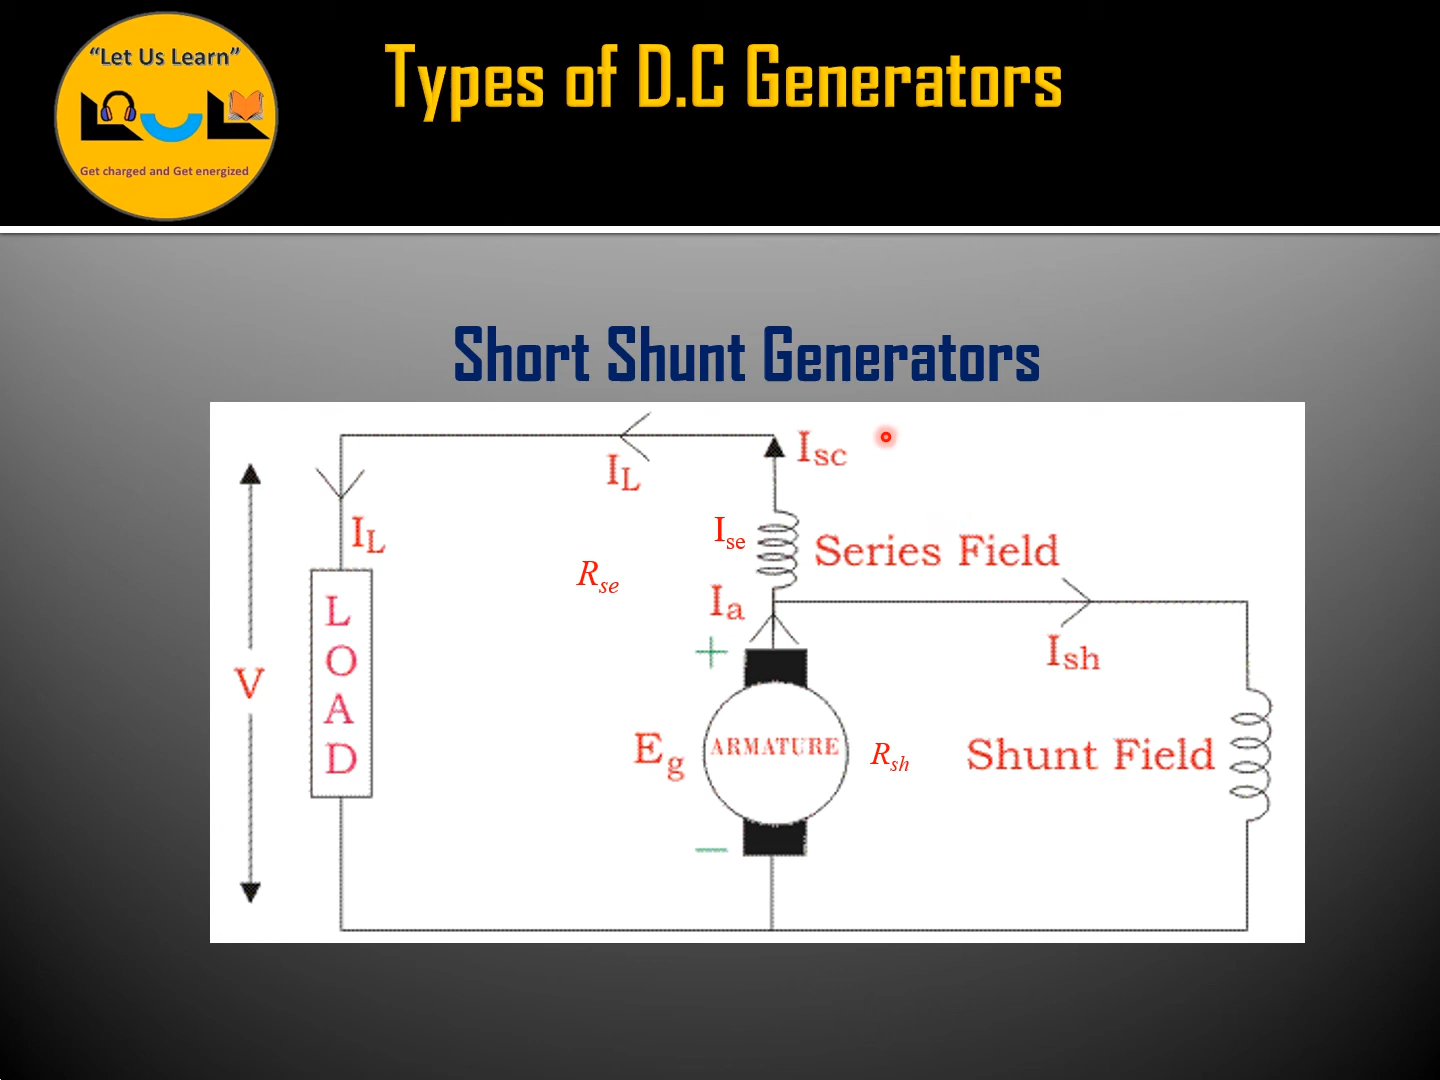 “Let Us Learn”
Get charged and Get energized
Types of D.C Generators
Short Shunt Generators
Isc
IL
IL
Ise
Series Field
Rse
Ia
+
Ish
V
L
O
A
D
Eg
ARMATURE
Rsh
Shunt Field
−